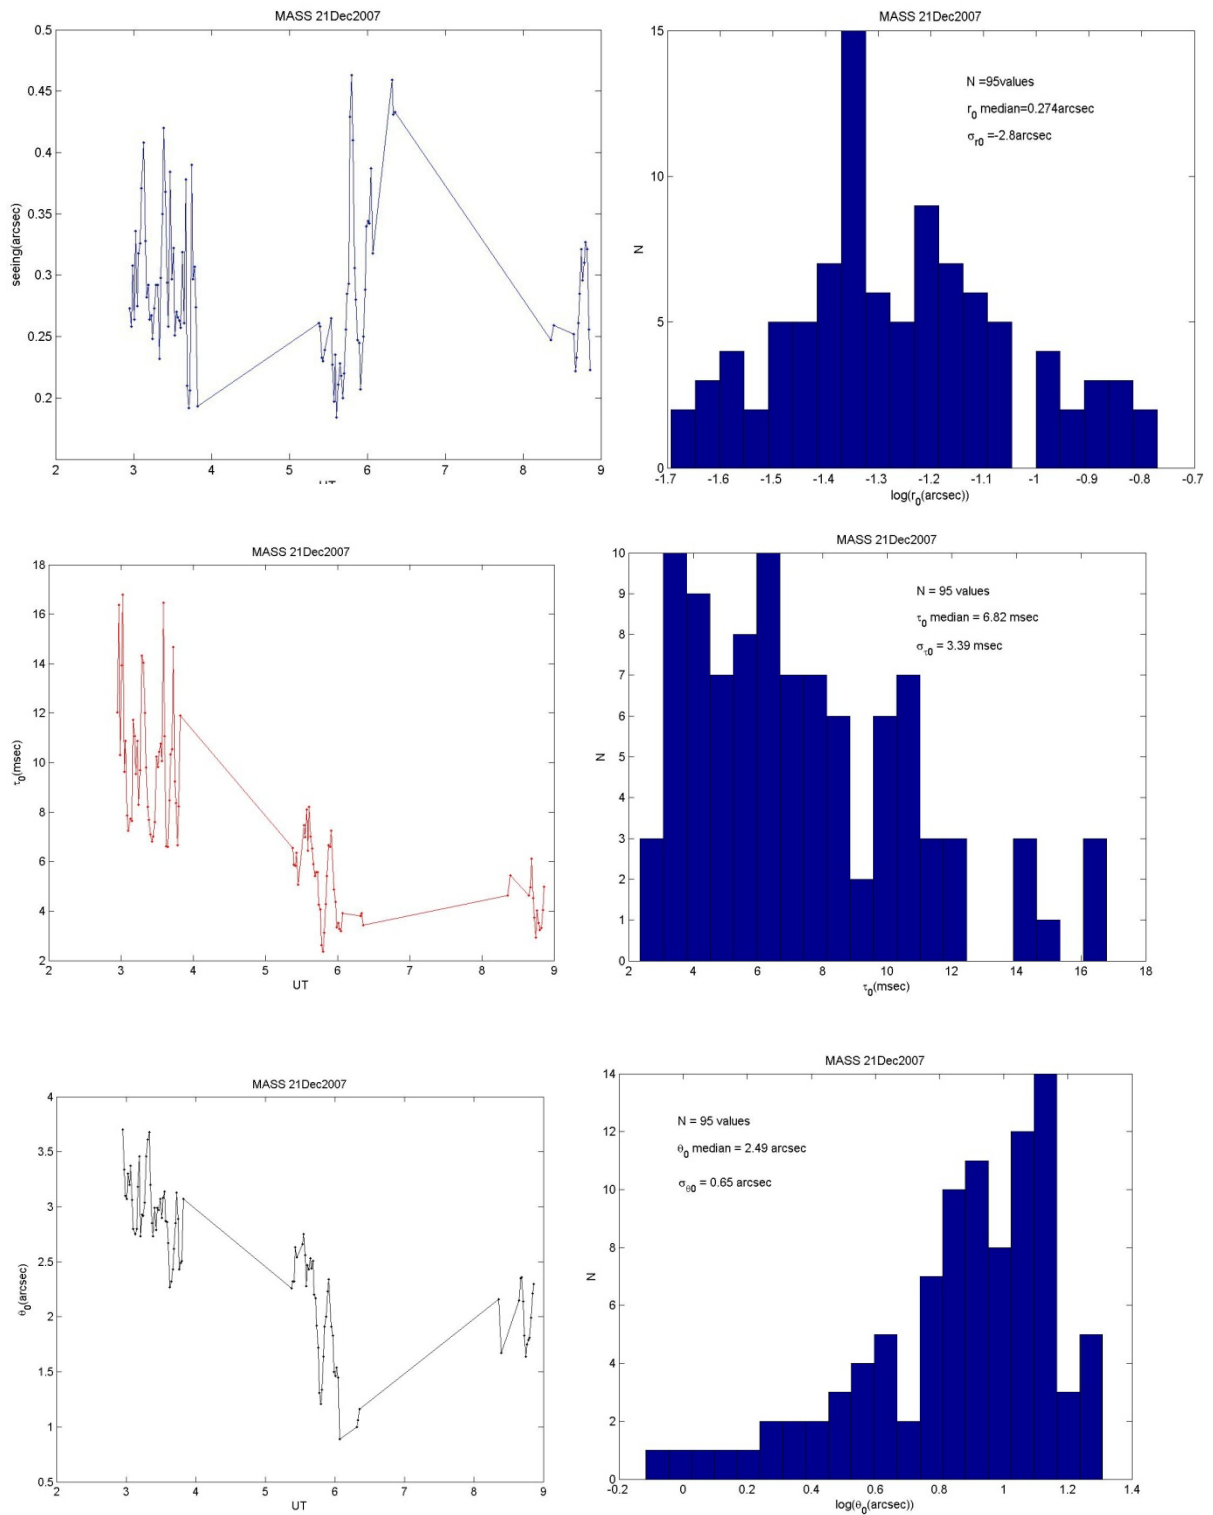 MASS 21Dec2007
0.5
0.45
0.4
0.35
0.3
0.25
0.2
seeing(arcsec)
2 3 4 5 6 7 8 9
MASS 21Dec2007
15
10
5
0
N
N =95values
r0 median=0.274arcsec
σr0 =-2.8arcsec
-1.7 -1.6 -1.5 -1.4 -1.3 -1.2 -1.1 -1 -0.9 -0.8 -0.7
log(r0(arcsec))
MASS 21Dec2007
18
16
14
12
10
8
6
4
2
τ0(msec)
2 3 4 5 6 7 8 9
UT
MASS 21Dec2007
10
9
8
7
6
5
4
3
2
1
0
N
N = 95 values
τ0 median = 6.82 msec
στ0 = 3.39 msec
2 4 6 8 10 12 14 16 18
τ0(msec)
MASS 21Dec2007
4
3.5
3
2.5
2
1.5
1
0.5
θ0(arcsec)
2 3 4 5 6 7 8 9
UT
MASS 21Dec2007
14
12
10
8
6
4
2
0
N
N = 95 values
θ0 median = 2.49 arcsec
σθ0 = 0.65 arcsec
-0.2 0 0.2 0.4 0.6 0.8 1 1.2 1.4
log(θ0(arcsec))